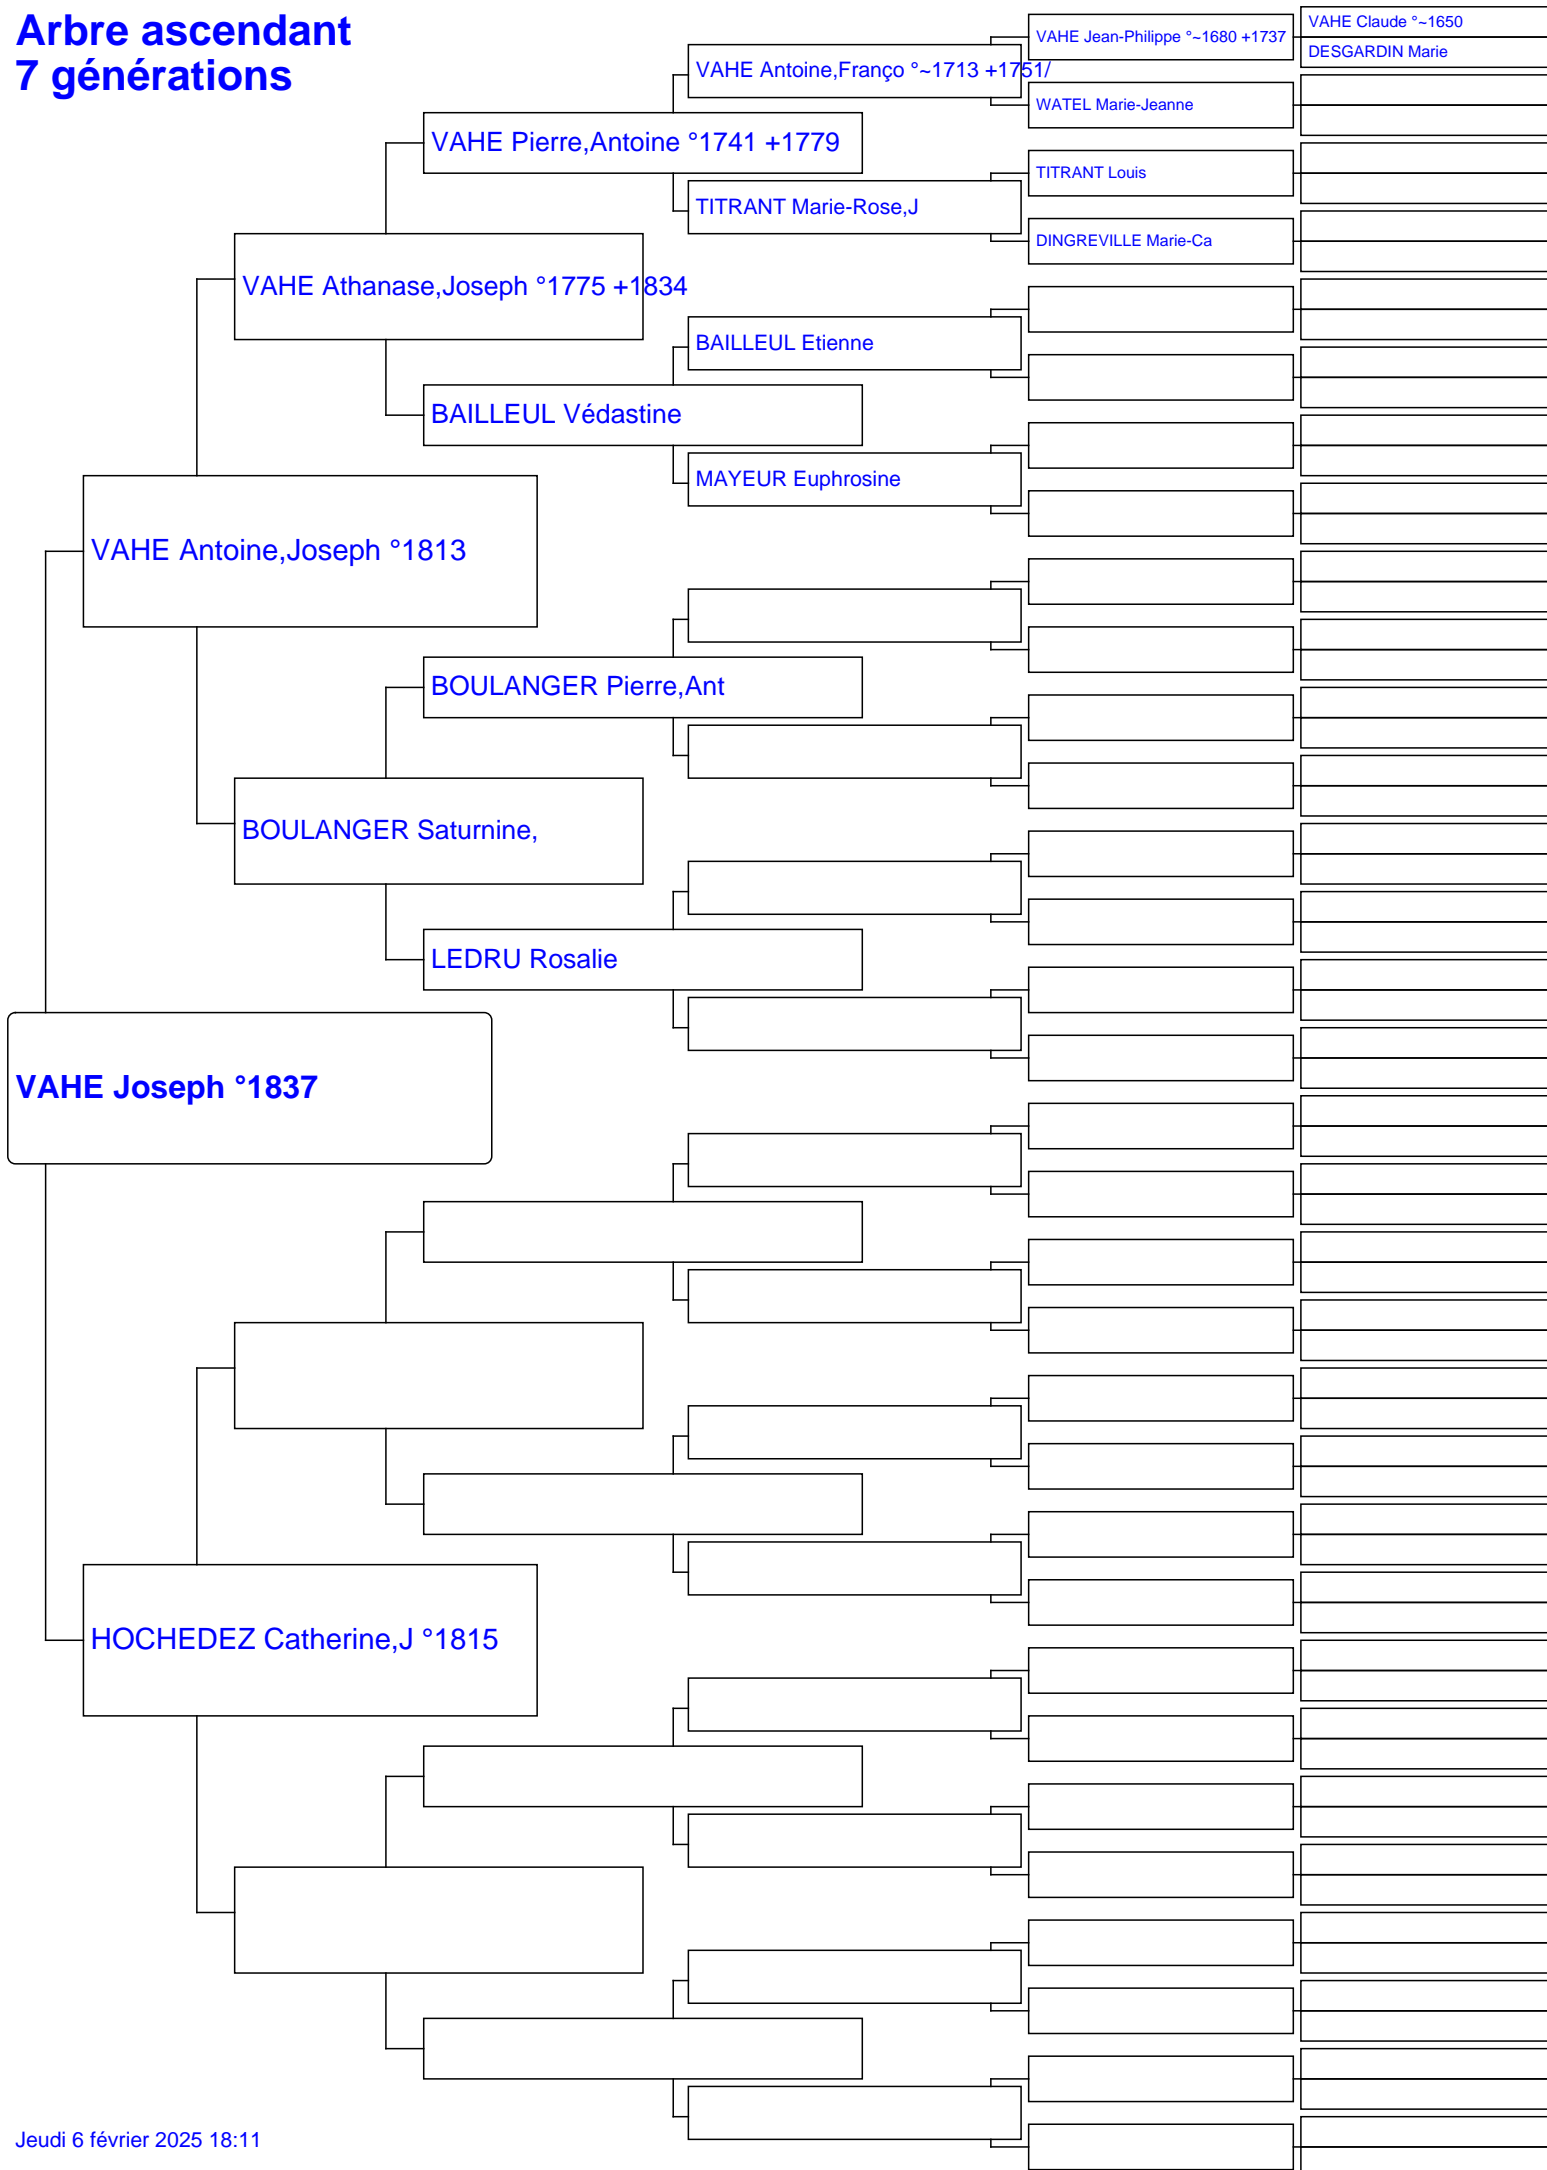 Arbre ascendant
7 générations
VAHE Claude °~1650
DESGARDIN Marie
VAHE Jean-Philippe °~1680 +1737
VAHE Antoine,Franço °~1713 +1751/
WATEL Marie-Jeanne
VAHE Pierre,Antoine °1741 +1779
TITRANT Louis
TITRANT Marie-Rose,J
DINGREVILLE Marie-Ca
VAHE Athanase,Joseph °1775 +1834
BAILLEUL Etienne
BAILLEUL Védastine
MAYEUR Euphrosine
VAHE Antoine,Joseph °1813
BOULANGER Pierre,Ant
BOULANGER Saturnine,
LEDRU Rosalie
VAHE Joseph °1837
HOCHEDEZ Catherine,J °1815
Jeudi 6 février 2025 18:11